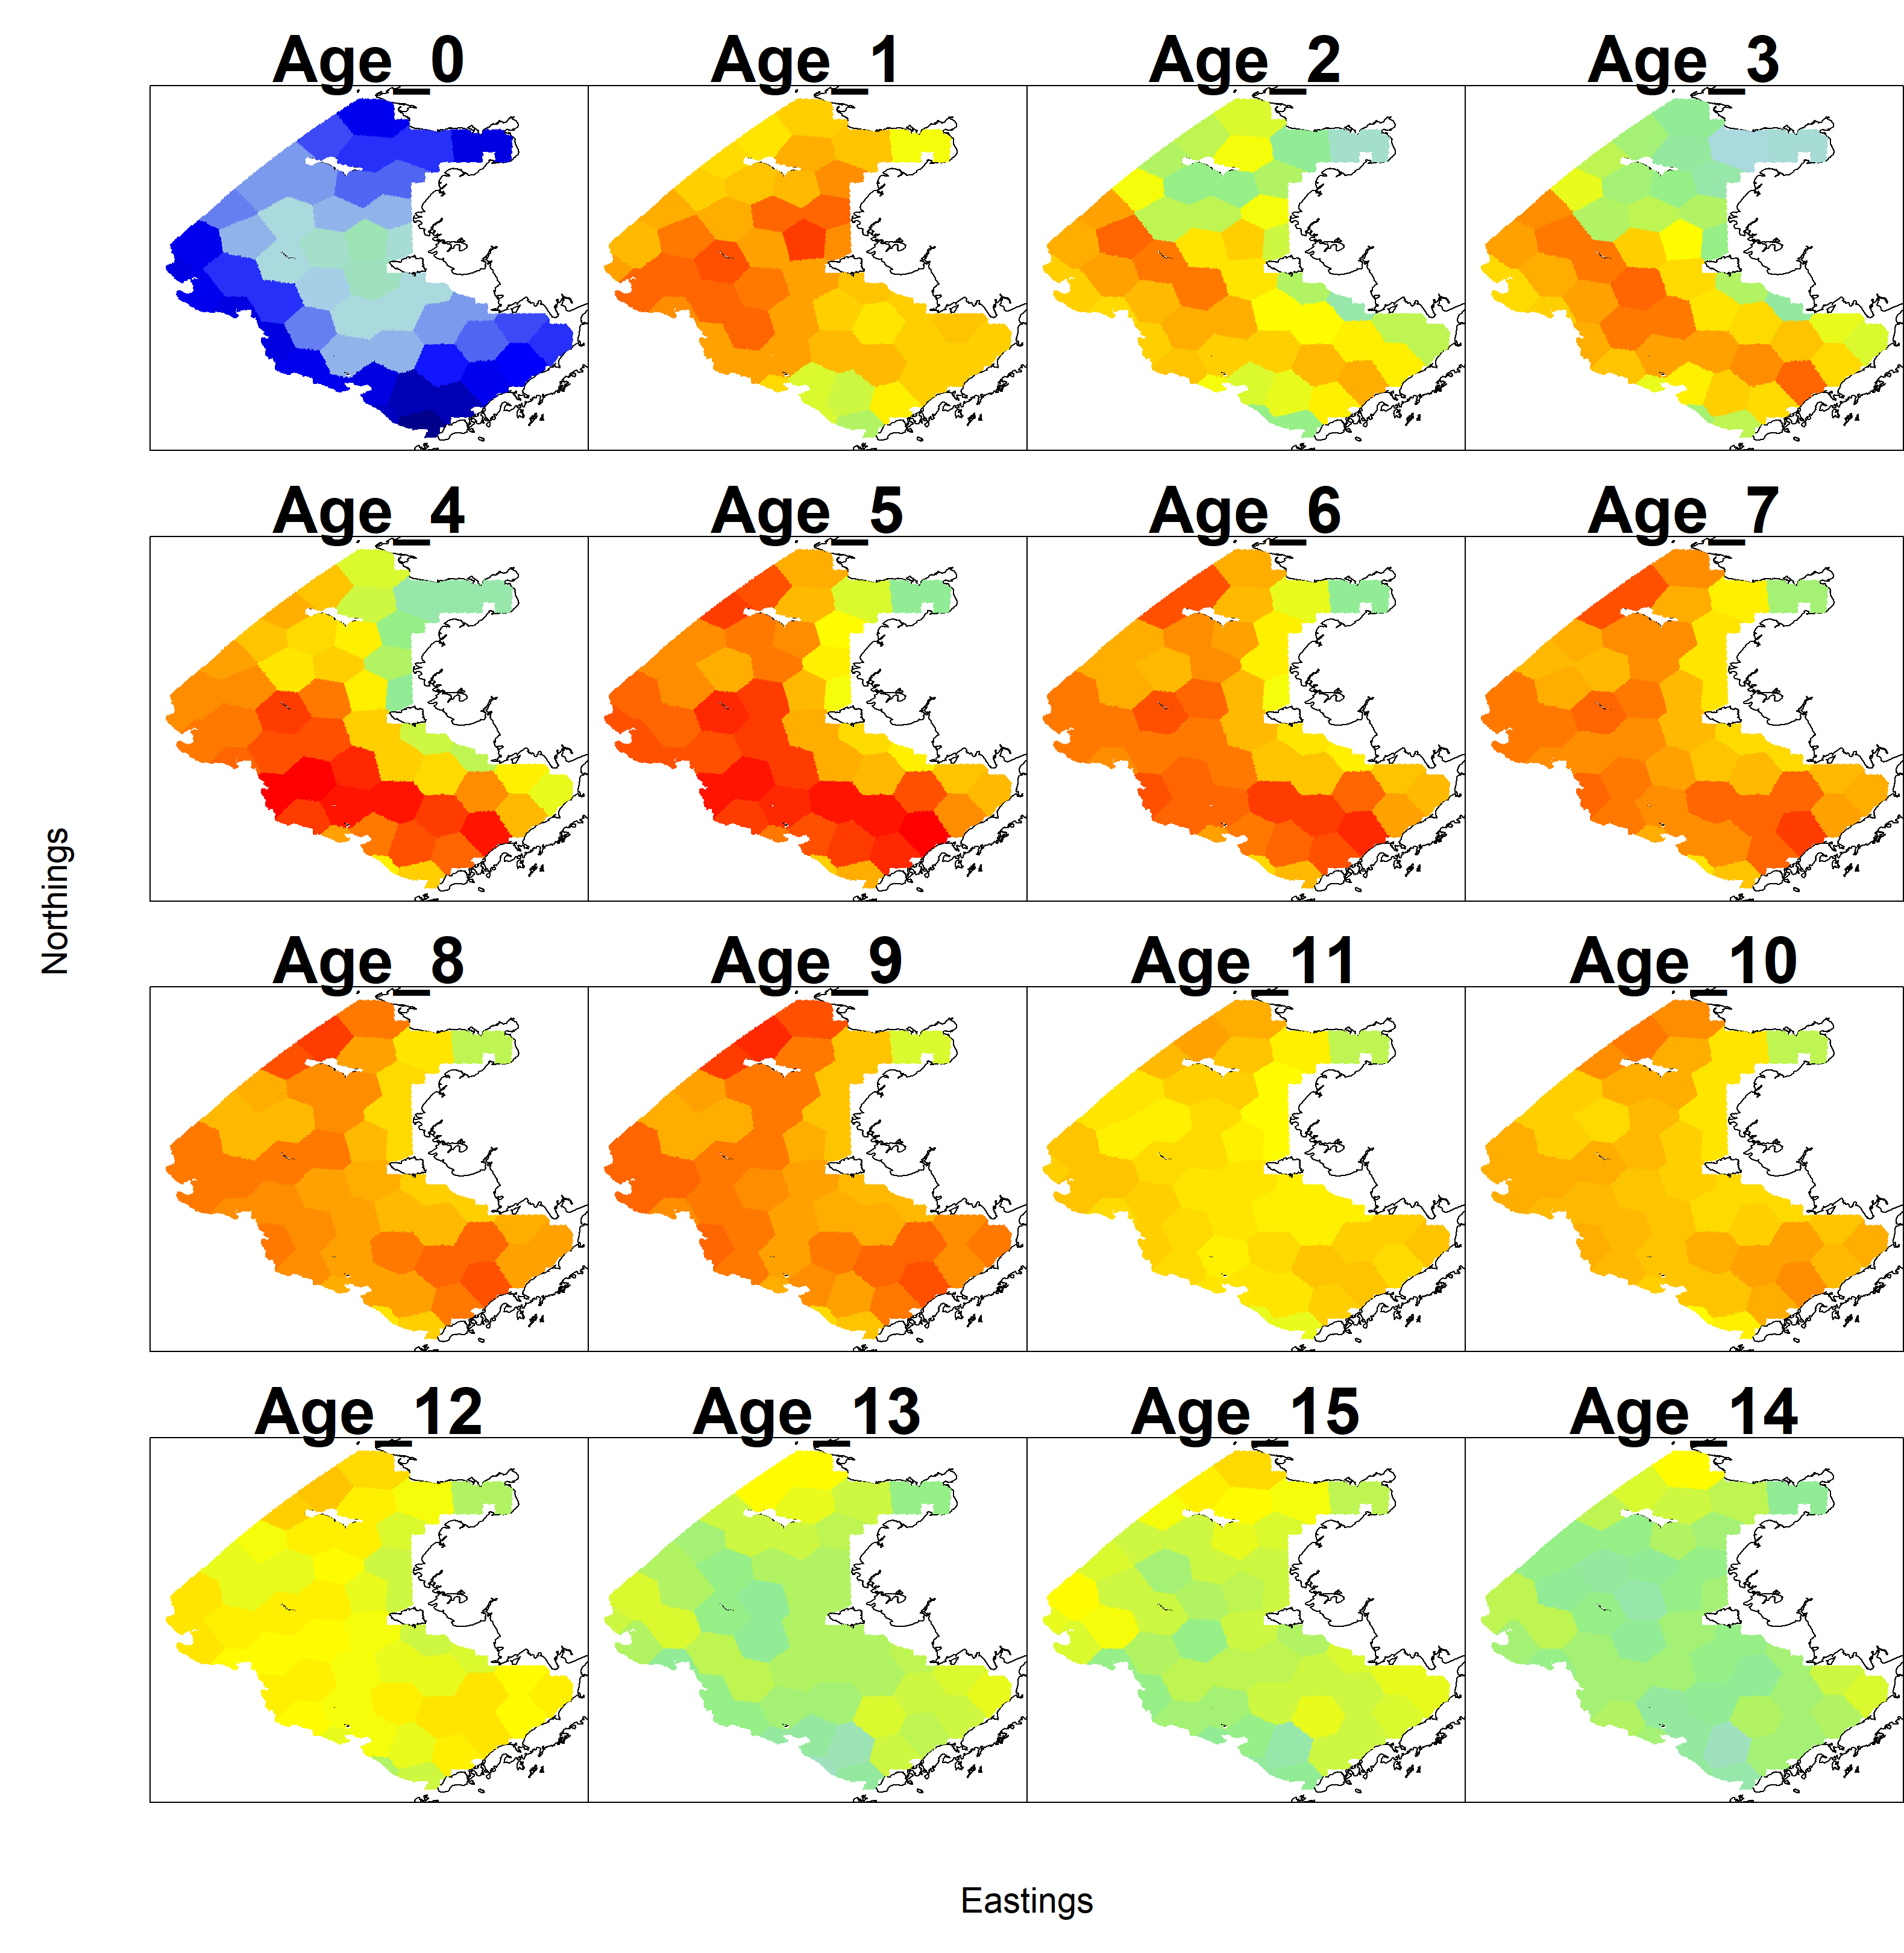 Age_0 Age_1 Age_2 Age_3
Age_4 Age_5 Age_6 Age_7
Northings
Age_8 Age_9 Age_11 Age_10
Age_12 Age_13 Age_15 Age_14
Eastings